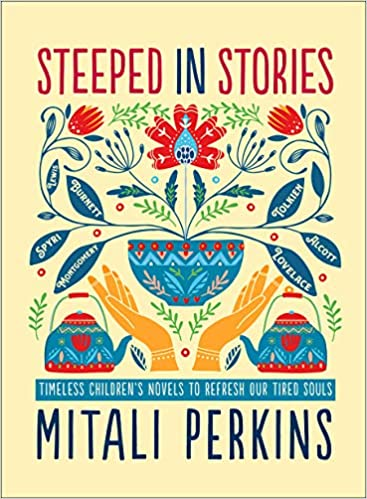 STEEPED IN STORIES
LEWIS
BURNETT
SPYRI
MONTGOMERY
TOLKIEN
ALCOTT
LOVELACE
TIMELESS CHILDREN'S NOVELS TO REFRESH OUR TIRED SOULS
MITALI PERKINS